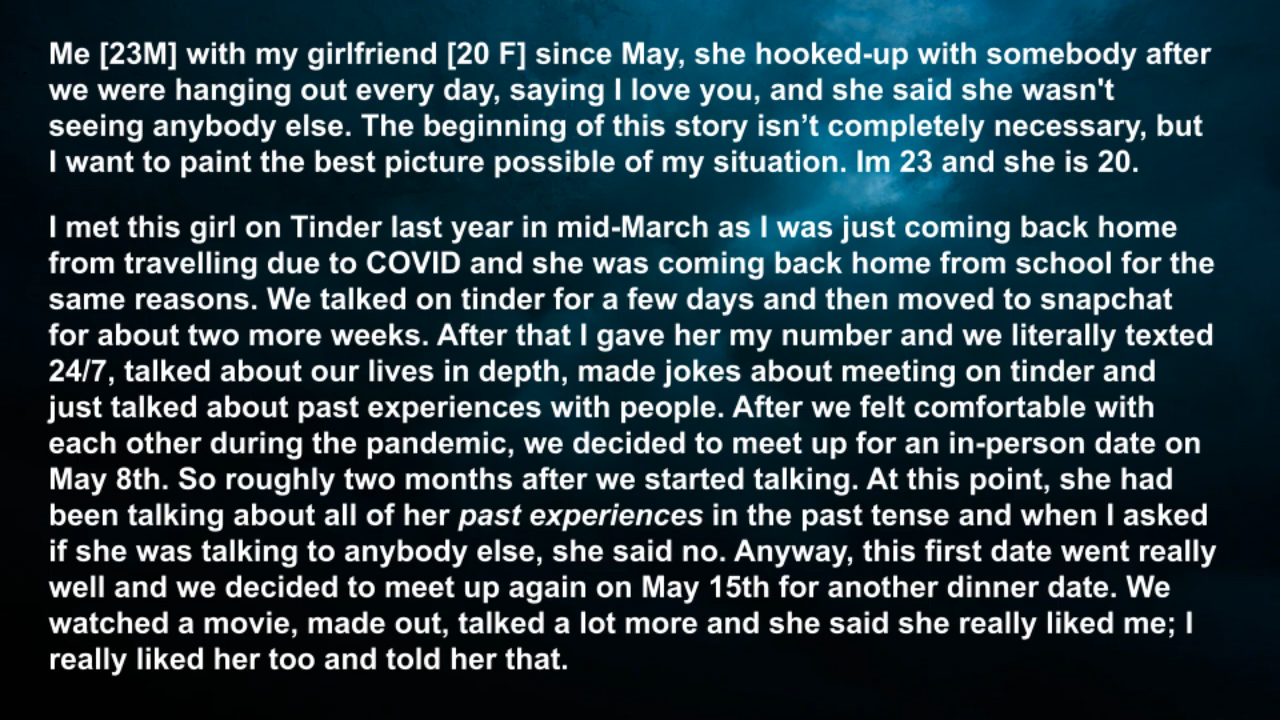 Me [23M] with my girlfriend [20 F] since May, she hooked-up with somebody after
we were hanging out every day, saying I love you, and she said she wasn't
seeing anybody else. The beginning of this story isn’t completely necessary, but
I want to paint the best picture possible of my situation. Im 23 and she is 20.
I met this girl on Tinder last year in mid-March as I was just coming back home
from travelling due to COVID and she was coming back home from school for the
same reasons. We talked on tinder for a few days and then moved to snapchat
for about two more weeks. After that I gave her my number and we literally texted
24/7, talked about our lives in depth, made jokes about meeting on tinder and
just talked about past experiences with people. After we felt comfortable with
each other during the pandemic, we decided to meet up for an in-person date on
May 8th. So roughly two months after we started talking. At this point, she had
been talking about all of her past experiences in the past tense and when I asked
if she was talking to anybody else, she said no. Anyway, this first date went really
well and we decided to meet up again on May 15th for another dinner date. We
watched a movie, made out, talked a lot more and she said she really liked me; I
really liked her too and told her that.